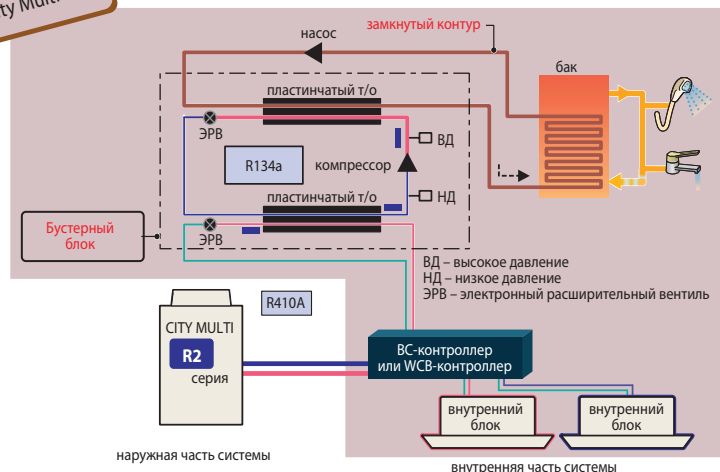 ty Multi
насос
замкнутый контур
бак
пластинчатый т/о
ЭРВ
ВД
R134a
компрессор
пластинчатый т/о
НД
ЭРВ
Бустерный
блок
ВД – высокое давление
НД – низкое давление
ЭРВ – электронный расширительный вентиль
R410A
CITY MULTI
R2
серия
BC-контроллер
или WCB-контроллер
внутренний
блок
внутренний
блок
наружная часть системы
внутренняя часть системы